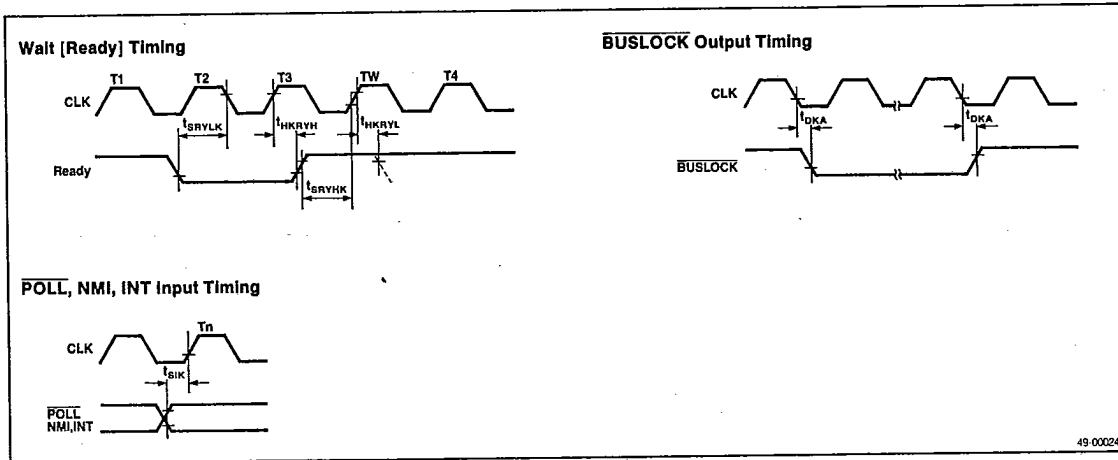 Wait [Ready] Timing
T1 T2 T3 TW T4
CLK
tSRYLK tHKRYH tHKRYL
Ready
tSRYHK
BUSLOCK Output Timing
CLK
tDKA tDKA
BUSLOCK
POLL, NMI, INT Input Timing
Tn
CLK
tSIK
POLL
NMI,INT
49-00024